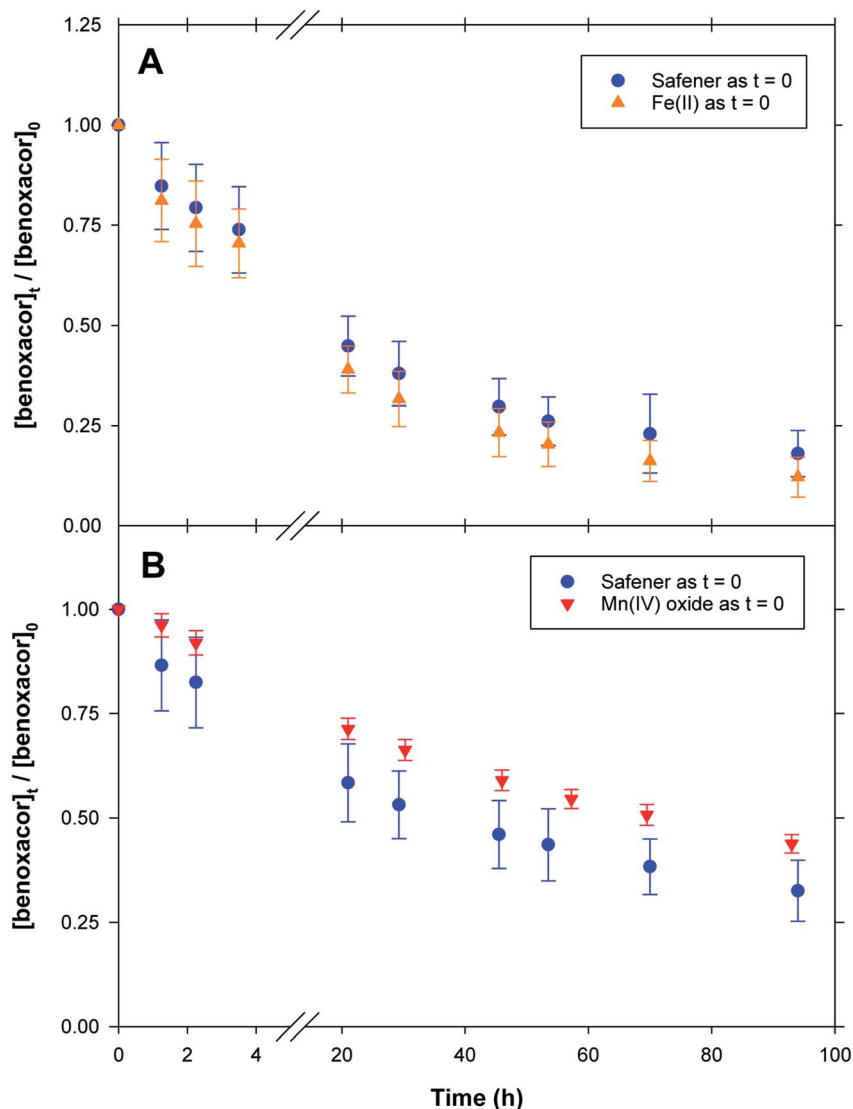 1.25
A
Safener as t = 0
Fe(II) as t = 0
1.00
0.75
0.50
0.25
0.00
[benoxacor]t / [benoxacor]0
B
Safener as t = 0
Mn(IV) oxide as t = 0
1.00
0.75
0.50
0.25
0.00
[benoxacor]t / [benoxacor]0
0 2 4 20 40 60 80 100
Time (h)